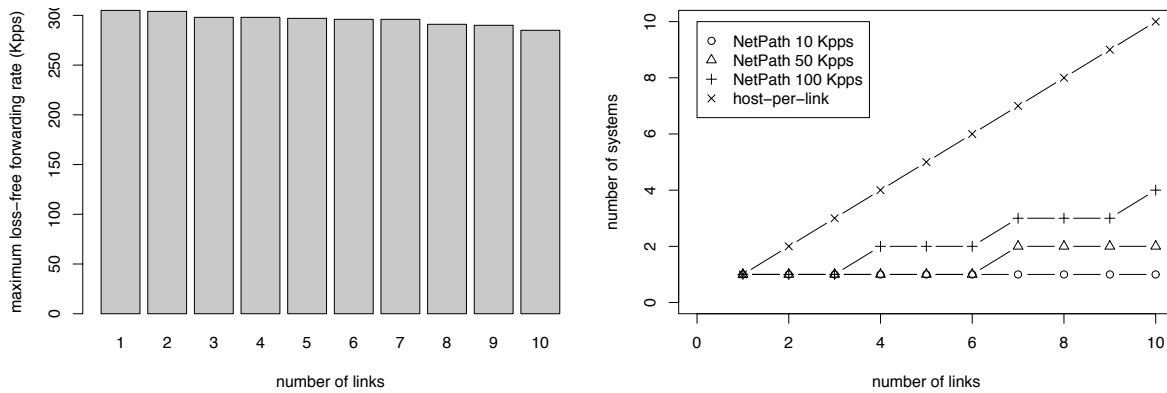 maximum loss-free forwarding rate (Kpps)
300
250
200
150
100
50
0
1 2 3 4 5 6 7 8 9 10
number of links
number of systems
10
8
6
4
2
0
NetPath 10 Kpps
NetPath 50 Kpps
NetPath 100 Kpps
host-per-link
0 2 4 6 8 10
number of links